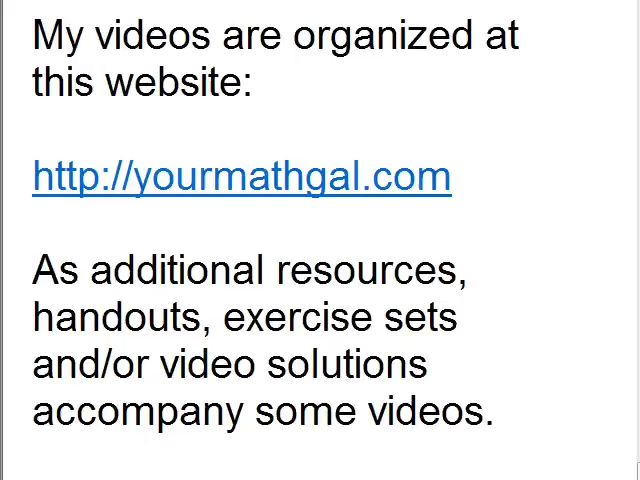 My videos are organized at
this website:
http://yourmathgal.com
As additional resources,
handouts, exercise sets
and/or video solutions
accompany some videos.